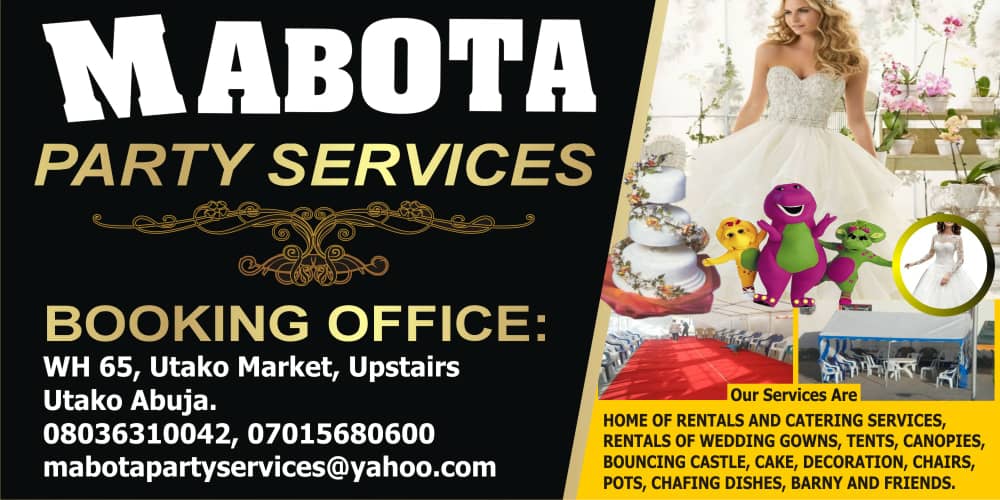 MABOTA
PARTY SERVICES
BOOKING OFFICE:
WH 65, Utako Market, Upstairs
Utako Abuja.
08036310042, 07015680600
mabotapartyservices@yahoo.com
Our Services Are
HOME OF RENTALS AND CATERING SERVICES,
RENTALS OF WEDDING GOWNS, TENTS, CANOPIES,
BOUNCING CASTLE, CAKE, DECORATION, CHAIRS,
POTS, CHAFING DISHES, BARNY AND FRIENDS.